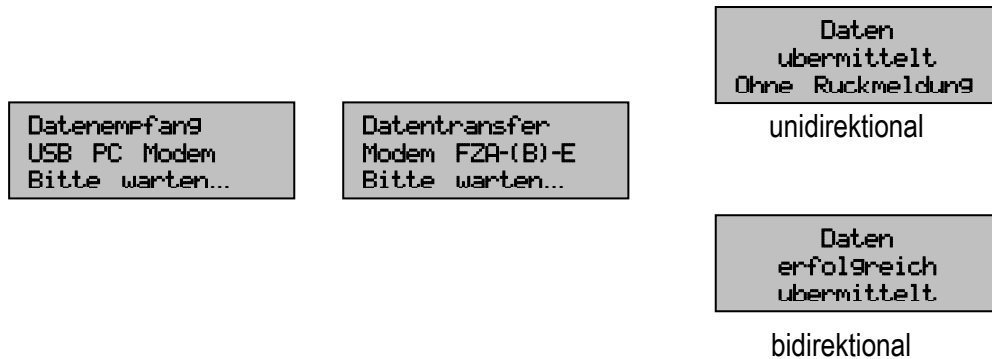 Datenempfang
USB PC Modem
Bitte warten...
Datentransfer
Modem FZA-(B)-E
Bitte warten...
Daten
ubermittelt
Ohne Ruckmeldung
unidirektional
Daten
erfolgreich
ubermittelt
bidirektional